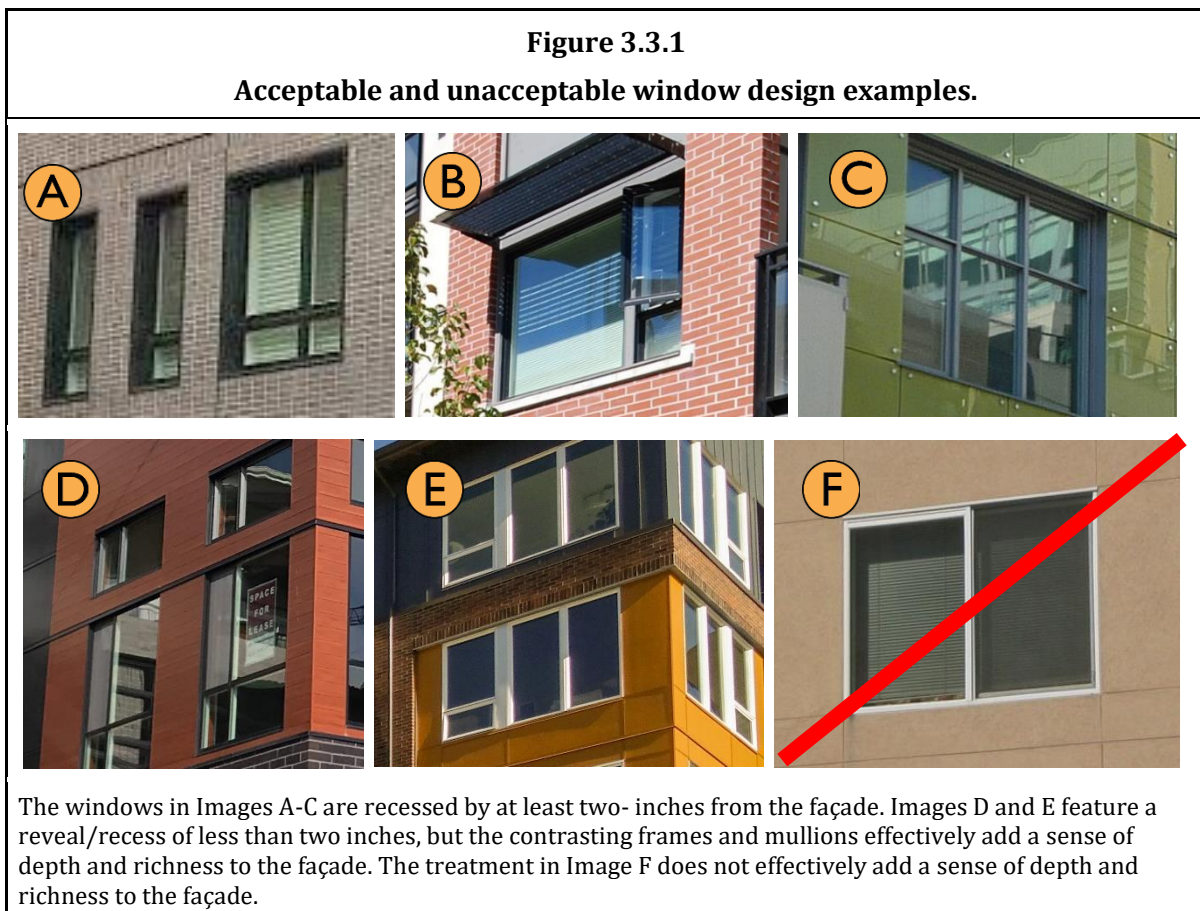 Figure 3.3.1
Acceptable and unacceptable window design examples.
A
B
C
D
E
F
SPACE
FOR
LEASE
The windows in Images A-C are recessed by at least two- inches from the façade. Images D and E feature a
reveal/recess of less than two inches, but the contrasting frames and mullions effectively add a sense of
depth and richness to the façade. The treatment in Image F does not effectively add a sense of depth and
richness to the façade.